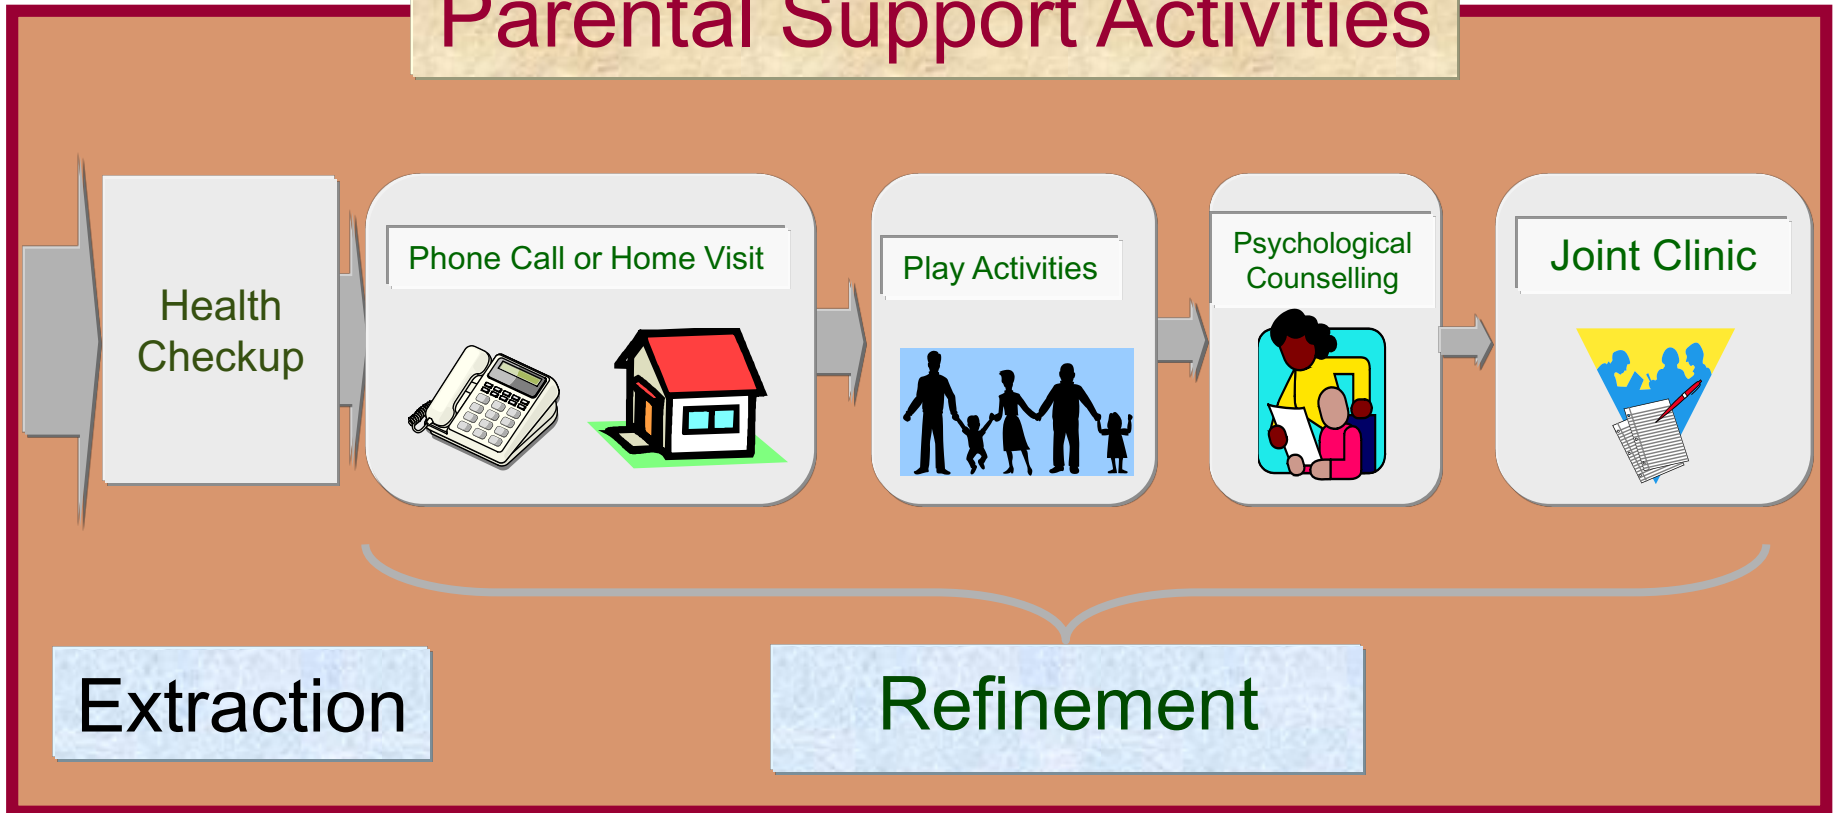 Parental Support Activities
Health
Checkup
Phone Call or Home Visit
Play Activities
Psychological
Counselling
Joint Clinic
Extraction
Refinement